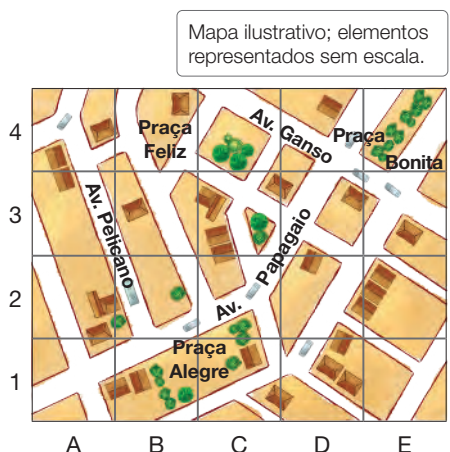 Mapa ilustrativo; elementos
representados sem escala.
4
3
2
1
Praça
Feliz
Av. Ganso
Praça
Bonita
Av. Pelicano
Av. Papagaio
Praça
Alegre
A B C D E